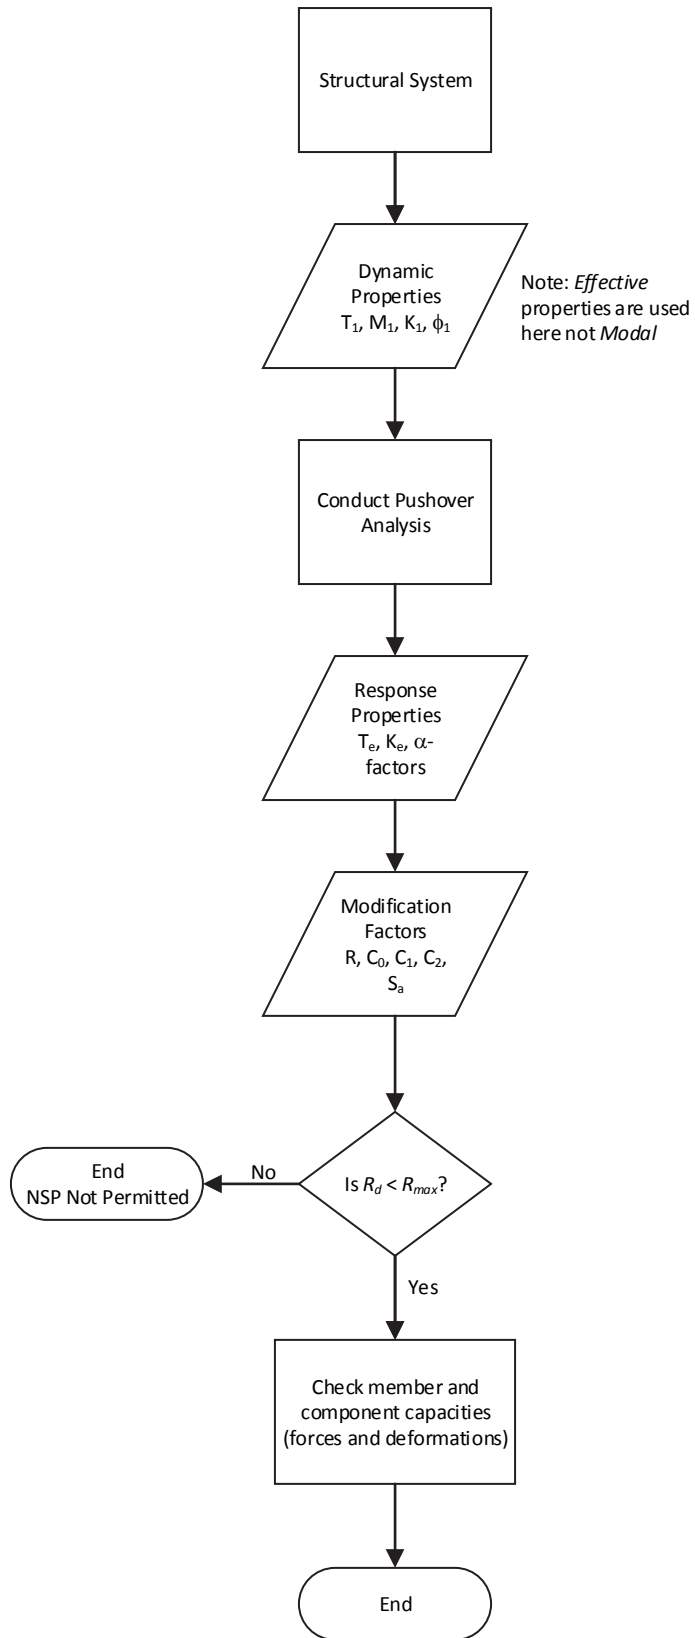 Structural System
Dynamic
Properties
T₁, M₁, K₁, ϕ₁
Note: Effective
properties are used
here not Modal
Conduct Pushover
Analysis
Response
Properties
Tₑ, Kₑ, α-
factors
Modification
Factors
R, C₀, C₁, C₂,
Sₐ
Is R_d < R_max?
No
End
NSP Not Permitted
Yes
Check member and
component capacities
(forces and deformations)
End